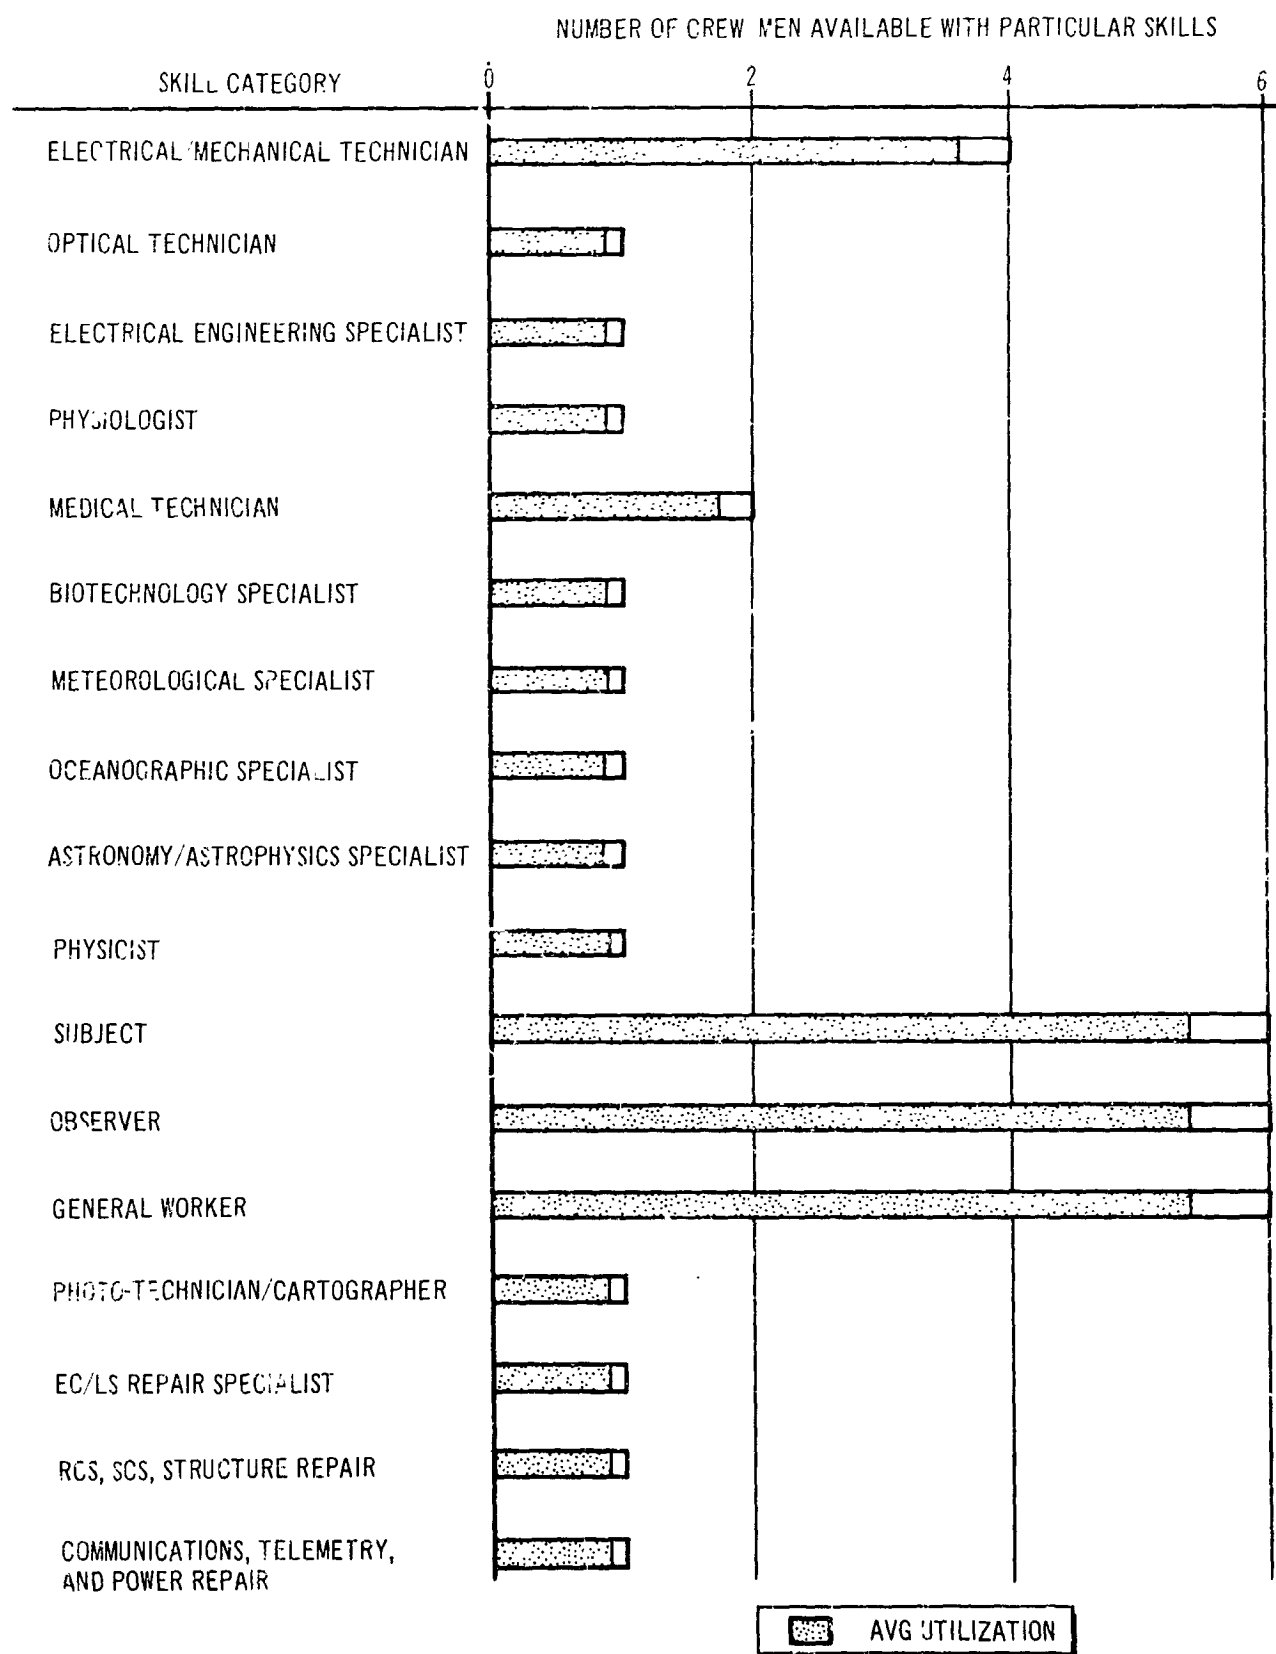 NUMBER OF CREW MEN AVAILABLE WITH PARTICULAR SKILLS
SKILL CATEGORY
0 2 4 6
ELECTRICAL/MECHANICAL TECHNICIAN
OPTICAL TECHNICIAN
ELECTRICAL ENGINEERING SPECIALIST
PHYSIOLOGIST
MEDICAL TECHNICIAN
BIOTECHNOLOGY SPECIALIST
METEOROLOGICAL SPECIALIST
OCEANOGRAPHIC SPECIALIST
ASTRONOMY/ASTROPHYSICS SPECIALIST
PHYSICIST
SUBJECT
OBSERVER
GENERAL WORKER
PHOTO-TECHNICIAN/CARTOGRAPHER
EC/LS REPAIR SPECIALIST
RCS, SCS, STRUCTURE REPAIR
COMMUNICATIONS, TELEMETRY,
AND POWER REPAIR
AVG UTILIZATION